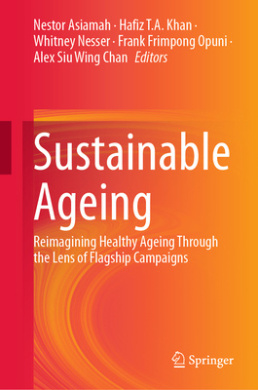 Nestor Asiamah · Hafiz T.A. Khan ·
Whitney Nesser · Frank Frimpong Opuni ·
Alex Siu Wing Chan Editors
Sustainable
Ageing
Reimagining Healthy Ageing Through
the Lens of Flagship Campaigns
Springer